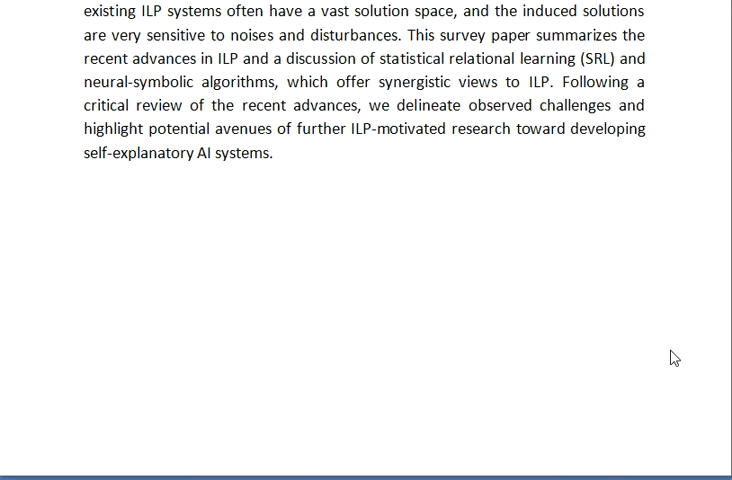 existing ILP systems often have a vast solution space, and the induced solutions
are very sensitive to noises and disturbances. This survey paper summarizes the
recent advances in ILP and a discussion of statistical relational learning (SRL) and
neural-symbolic algorithms, which offer synergistic views to ILP. Following a
critical review of the recent advances, we delineate observed challenges and
highlight potential avenues of further ILP-motivated research toward developing
self-explanatory AI systems.